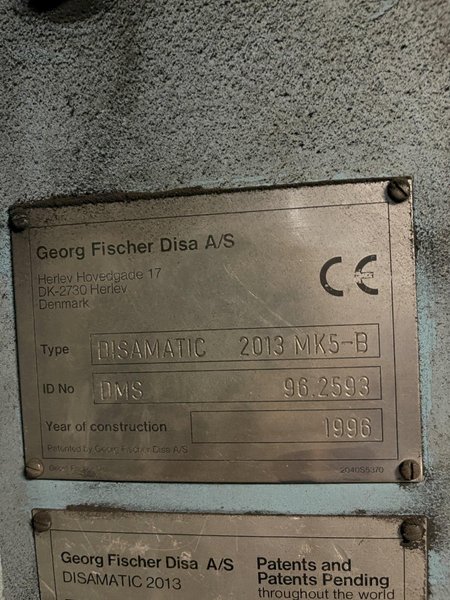 Georg Fischer Disa A/S
Herlev Hovedgade 17
DK-2730 Herlev
Denmark
CE
Type DISAMATIC 2013 MK5-B
ID No DMS 96.2593
Year of construction 1996
Patented by Georg Fischer Disa A/S
2040S5370
Georg Fischer Disa A/S Patents and
DISAMATIC 2013 Patents Pending
throughout the world